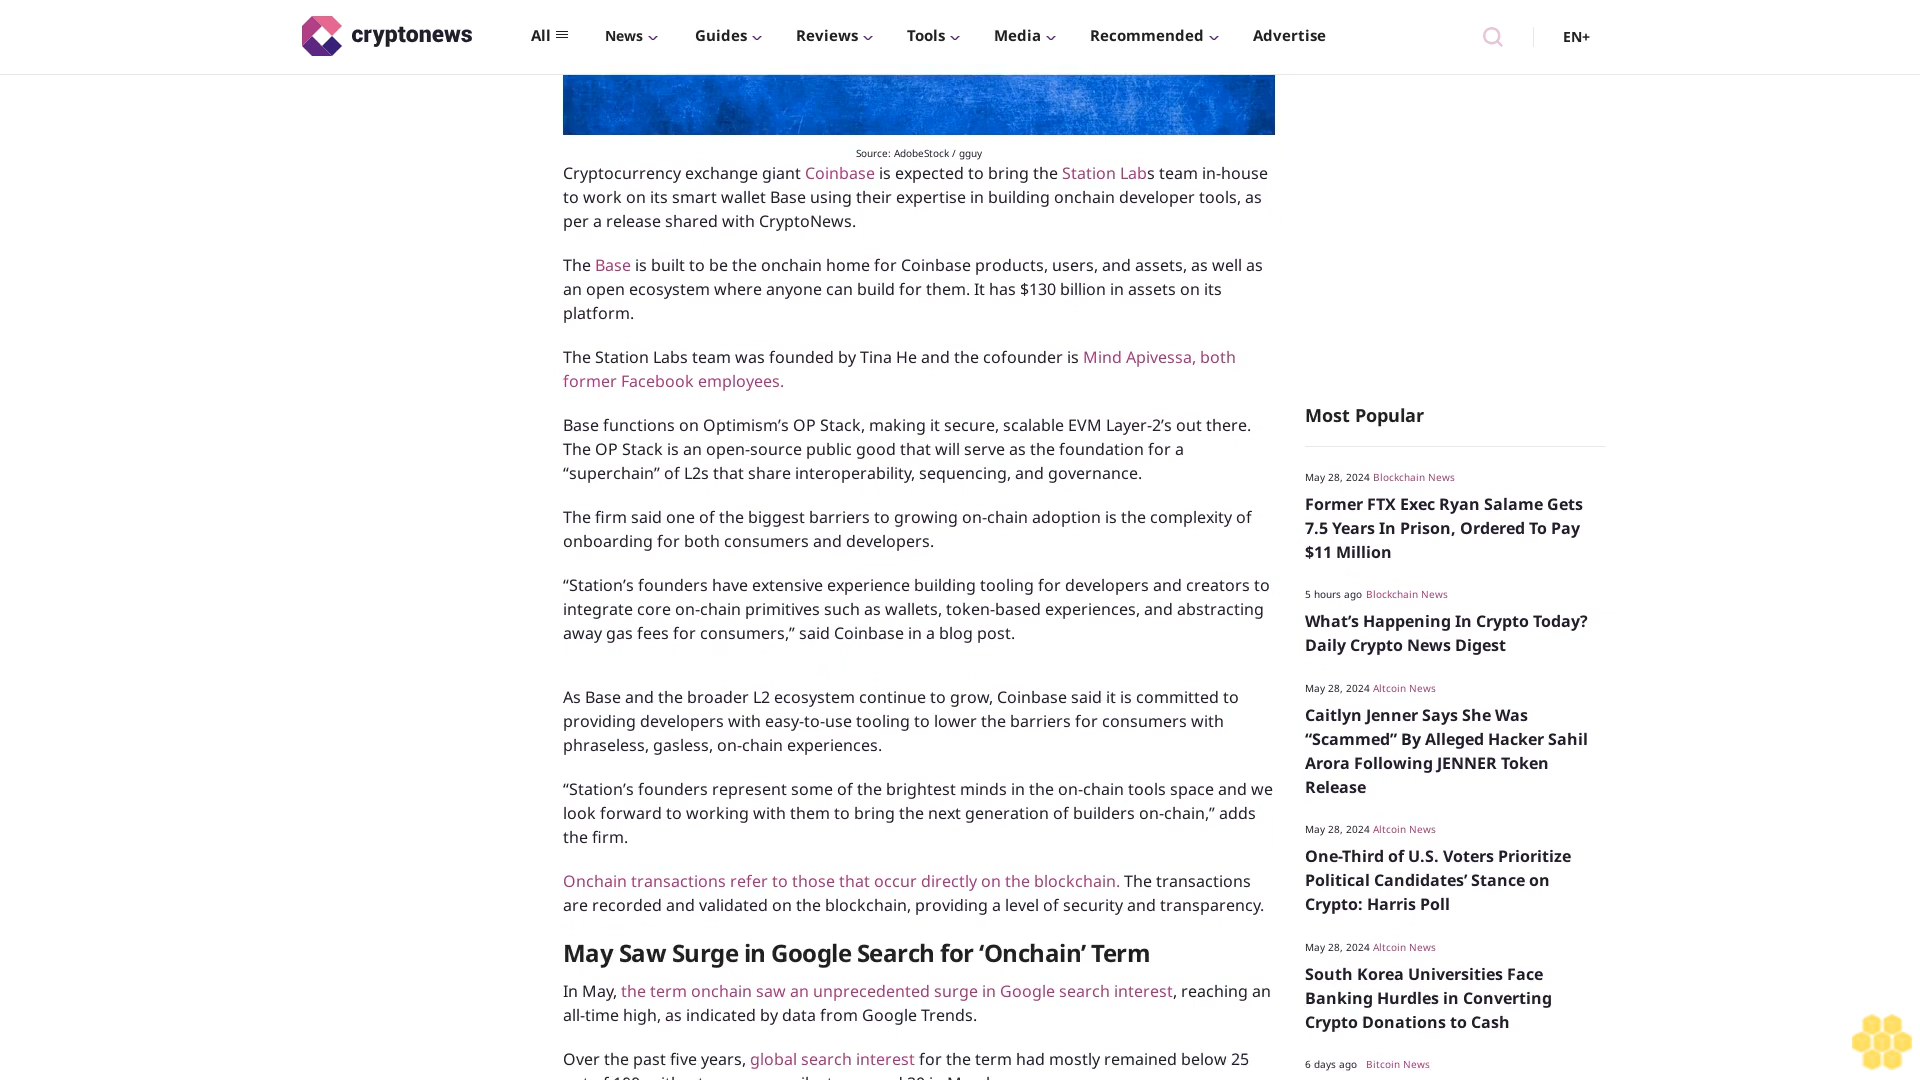 cryptonews
All
News
Guides
Reviews
Tools
Media
Recommended
Advertise
EN+
Source: AdobeStock / gguy
Cryptocurrency exchange giant Coinbase is expected to bring the Station Labs team in-house
to work on its smart wallet Base using their expertise in building onchain developer tools, as
per a release shared with CryptoNews.
The Base is built to be the onchain home for Coinbase products, users, and assets, as well as
an open ecosystem where anyone can build for them. It has $130 billion in assets on its
platform.
The Station Labs team was founded by Tina He and the cofounder is Mind Apivessa, both
former Facebook employees.
Base functions on Optimism’s OP Stack, making it secure, scalable EVM Layer-2’s out there.
The OP Stack is an open-source public good that will serve as the foundation for a
“superchain” of L2s that share interoperability, sequencing, and governance.
The firm said one of the biggest barriers to growing on-chain adoption is the complexity of
onboarding for both consumers and developers.
“Station’s founders have extensive experience building tooling for developers and creators to
integrate core on-chain primitives such as wallets, token-based experiences, and abstracting
away gas fees for consumers,” said Coinbase in a blog post.
As Base and the broader L2 ecosystem continue to grow, Coinbase said it is committed to
providing developers with easy-to-use tooling to lower the barriers for consumers with
phraseless, gasless, on-chain experiences.
“Station’s founders represent some of the brightest minds in the on-chain tools space and we
look forward to working with them to bring the next generation of builders on-chain,” adds
the firm.
Onchain transactions refer to those that occur directly on the blockchain. The transactions
are recorded and validated on the blockchain, providing a level of security and transparency.
May Saw Surge in Google Search for ‘Onchain’ Term
In May, the term onchain saw an unprecedented surge in Google search interest, reaching an
all-time high, as indicated by data from Google Trends.
Over the past five years, global search interest for the term had mostly remained below 25
Most Popular
May 28, 2024 Blockchain News
Former FTX Exec Ryan Salame Gets
7.5 Years In Prison, Ordered To Pay
$11 Million
5 hours ago Blockchain News
What’s Happening In Crypto Today?
Daily Crypto News Digest
May 28, 2024 Altcoin News
Caitlyn Jenner Says She Was
“Scammed” By Alleged Hacker Sahil
Arora Following JENNER Token
Release
May 28, 2024 Altcoin News
One-Third of U.S. Voters Prioritize
Political Candidates’ Stance on
Crypto: Harris Poll
May 28, 2024 Altcoin News
South Korea Universities Face
Banking Hurdles in Converting
Crypto Donations to Cash
6 days ago Bitcoin News